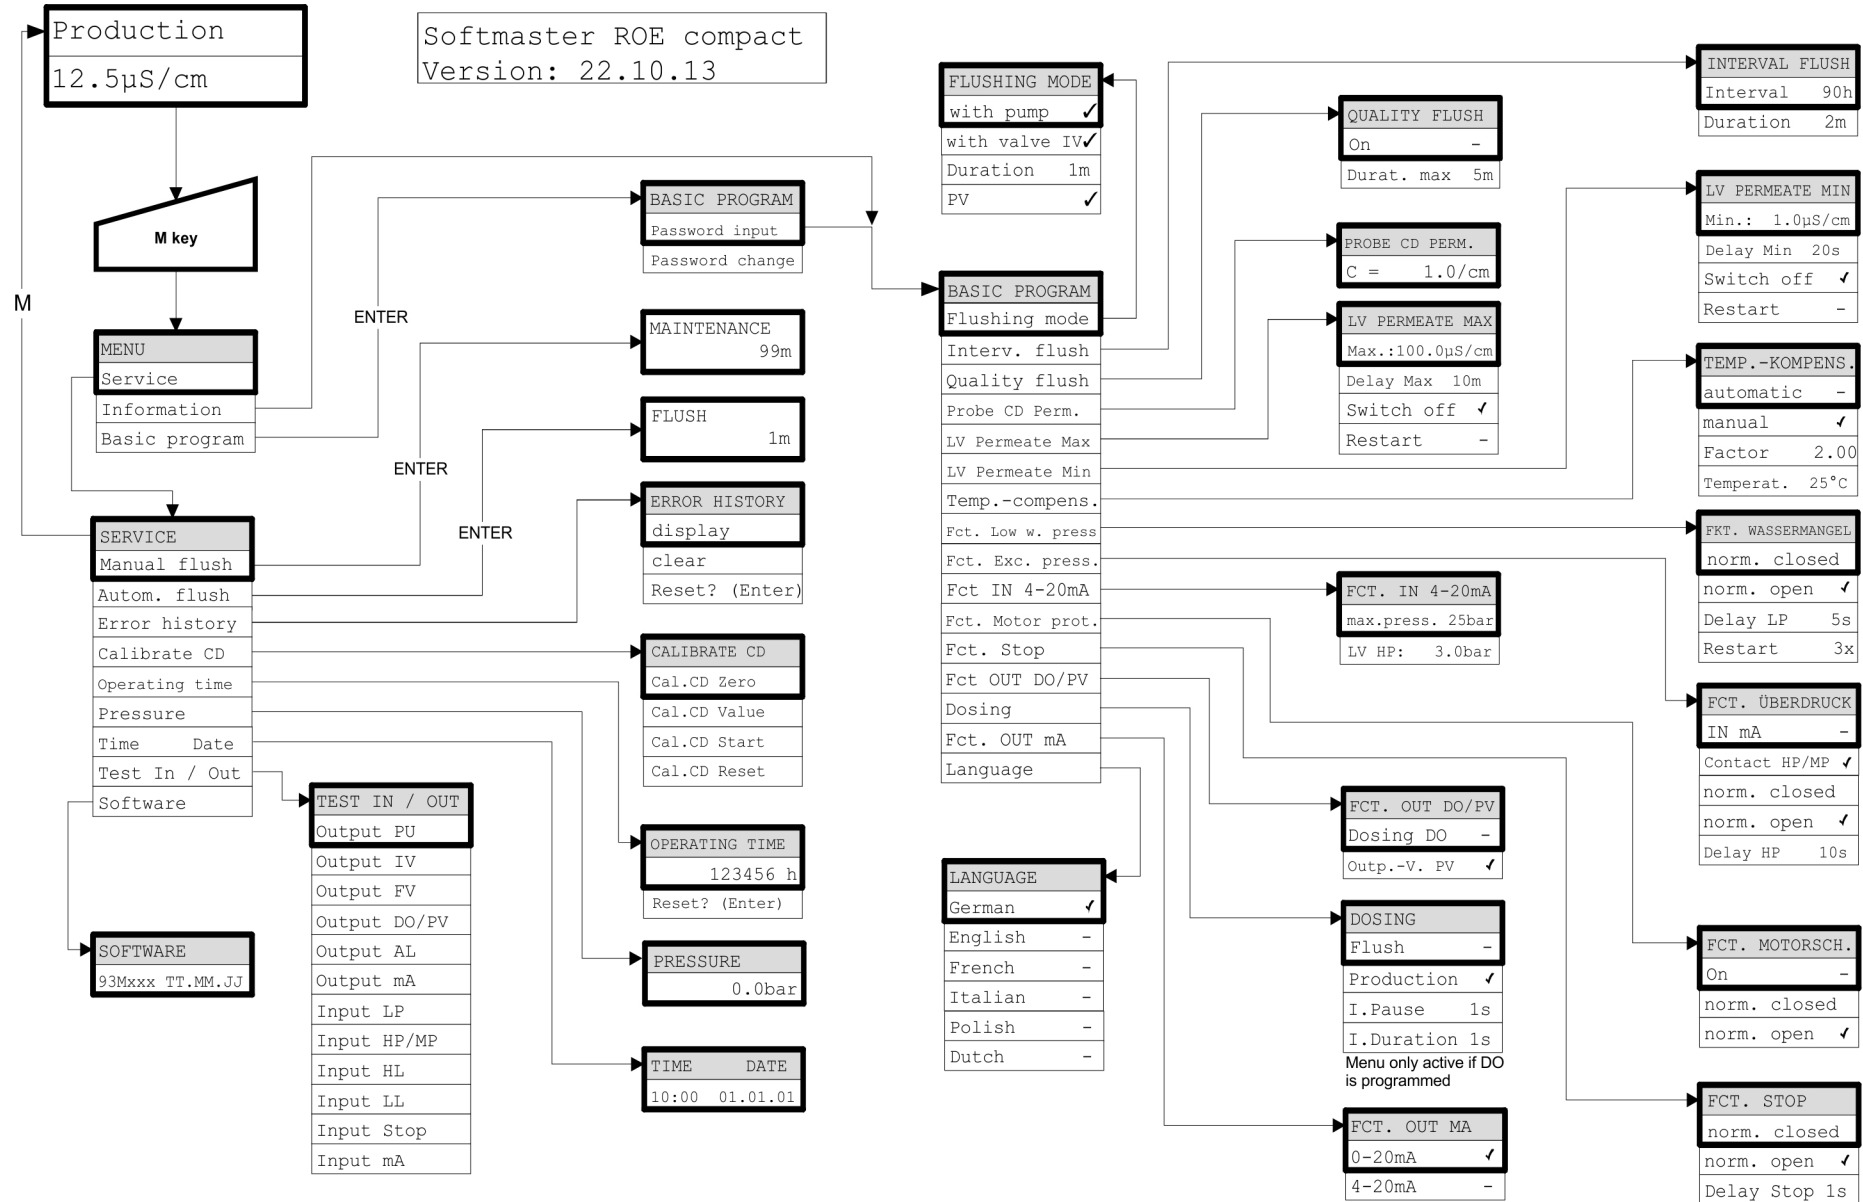 Production
12.5µS/cm
Softmaster ROE compact
Version: 22.10.13
M key
M
MENU
Service
Information
Basic program
SERVICE
Manual flush
Autom. flush
Error history
Calibrate CD
Operating time
Pressure
Time Date
Test In / Out
Software
SOFTWARE
93Mxxx TT.MM.JJ
TEST IN / OUT
Output PU
Output IV
Output FV
Output DO/PV
Output AL
Output mA
Input LP
Input HP/MP
Input HL
Input LL
Input Stop
Input mA
ENTER
ENTER
ENTER
BASIC PROGRAM
Password input
Password change
MAINTENANCE
99m
FLUSH
1m
ERROR HISTORY
display
clear
Reset? (Enter)
CALIBRATE CD
Cal.CD Zero
Cal.CD Value
Cal.CD Start
Cal.CD Reset
OPERATING TIME
123456 h
Reset? (Enter)
PRESSURE
0.0bar
TIME DATE
10:00 01.01.01
FLUSHING MODE
with pump ✓
with valve IV✓
Duration 1m
PV ✓
BASIC PROGRAM
Flushing mode
Interv. flush
Quality flush
Probe CD Perm.
LV Permeate Max
LV Permeate Min
Temp.-compens.
Fct. Low w. press
Fct. Exc. press.
Fct IN 4-20mA
Fct. Motor prot.
Fct. Stop
Fct OUT DO/PV
Dosing
Fct. OUT mA
Language
LANGUAGE
German ✓
English -
French -
Italian -
Polish -
Dutch -
QUALITY FLUSH
On -
Durat. max 5m
PROBE CD PERM.
C = 1.0/cm
LV PERMEATE MAX
Max.:100.0µS/cm
Delay Max 10m
Switch off ✓
Restart -
FCT. IN 4-20mA
max.press. 25bar
LV HP: 3.0bar
FCT. OUT DO/PV
Dosing DO -
Outp.-V. PV ✓
DOSING
Flush -
Production ✓
I.Pause 1s
I.Duration 1s
Menu only active if DO
is programmed
FCT. OUT MA
0-20mA ✓
4-20mA -
INTERVAL FLUSH
Interval 90h
Duration 2m
LV PERMEATE MIN
Min.: 1.0µS/cm
Delay Min 20s
Switch off ✓
Restart -
TEMP.-KOMPENS.
automatic -
manual ✓
Factor 2.00
Temperat. 25°C
FKT. WASSERMANGEL
norm. closed
norm. open ✓
Delay LP 5s
Restart 3x
FCT. ÜBERDRUCK
IN mA -
Contact HP/MP ✓
norm. closed
norm. open ✓
Delay HP 10s
FCT. MOTORSCH.
On -
norm. closed
norm. open ✓
FCT. STOP
norm. closed
norm. open ✓
Delay Stop 1s